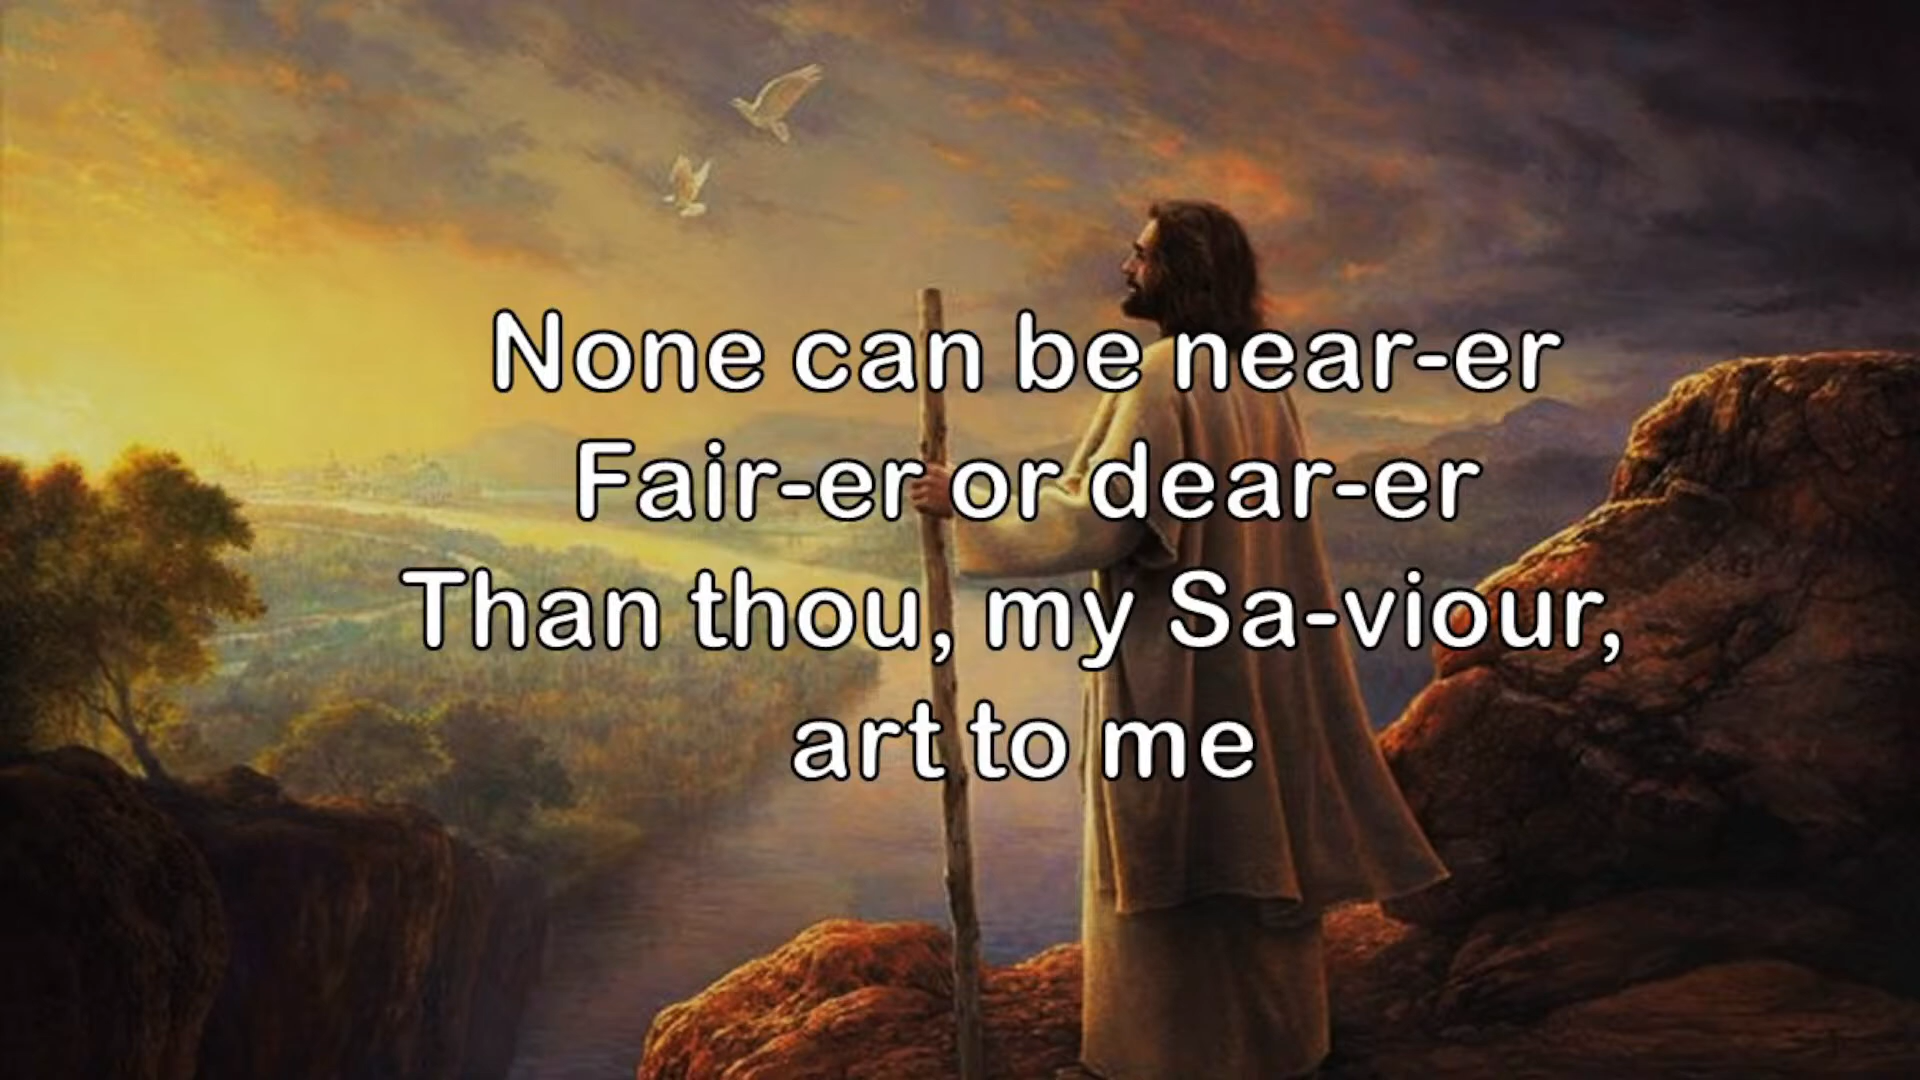 None can be near-er
Fair-er or dear-er
Than thou, my Sa-viour,
art to me